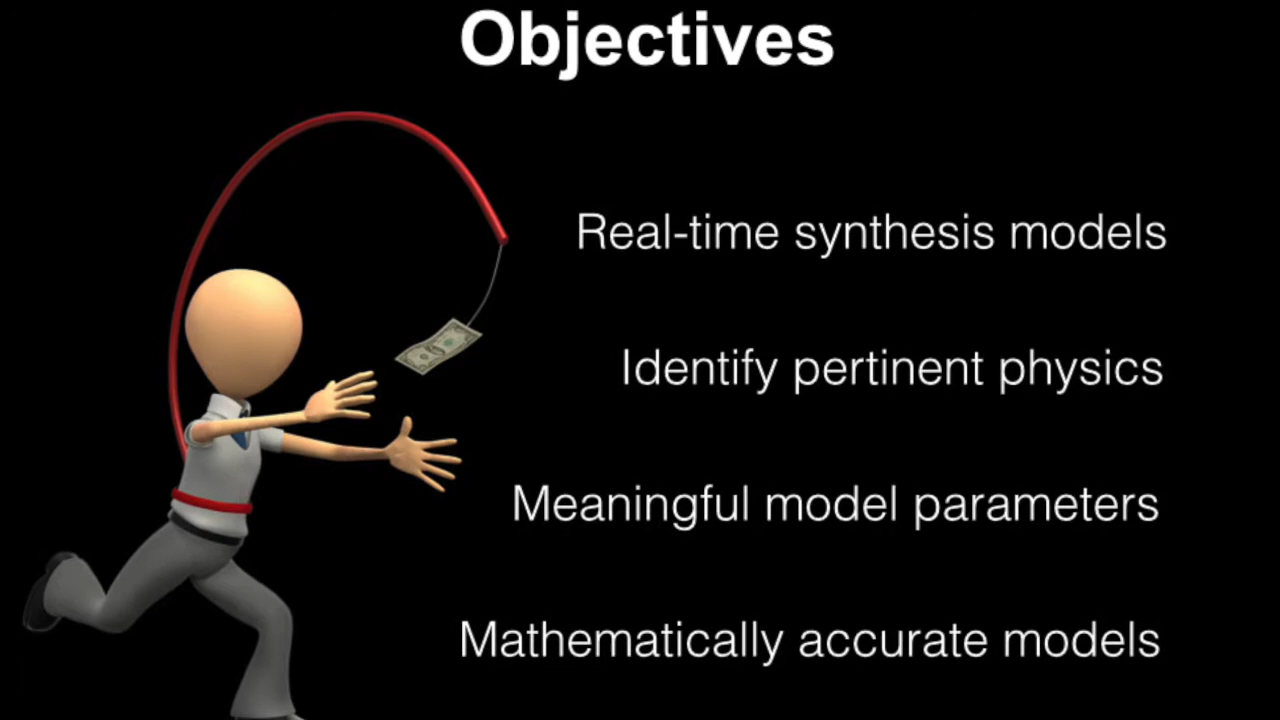 Objectives
Real-time synthesis models
Identify pertinent physics
Meaningful model parameters
Mathematically accurate models